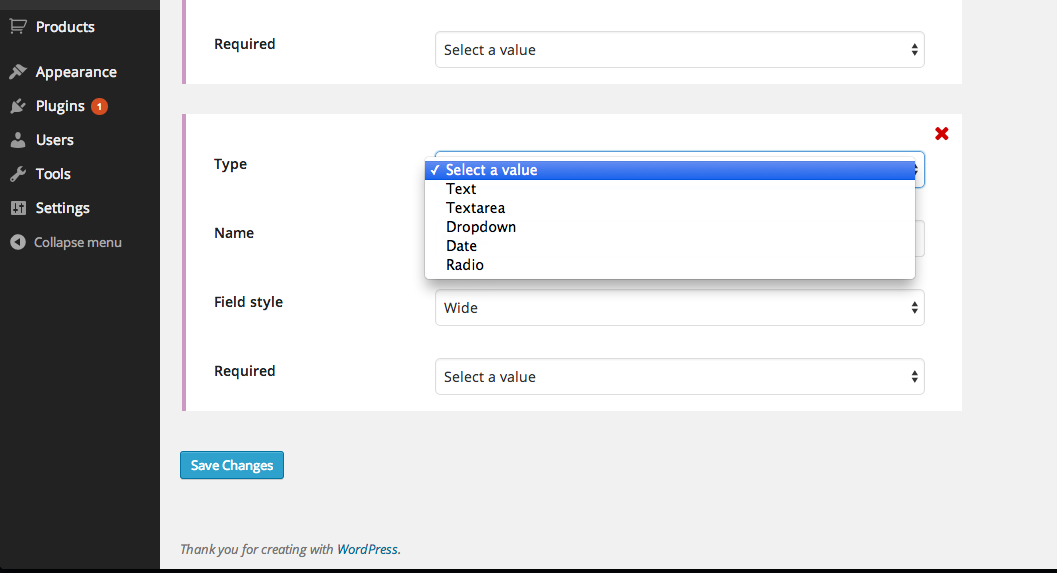 Products
Appearance
Plugins 1
Users
Tools
Settings
Collapse menu
Required
Select a value
Type
✓ Select a value
Text
Textarea
Dropdown
Date
Radio
Name
Field style
Wide
Required
Select a value
Save Changes
Thank you for creating with WordPress.